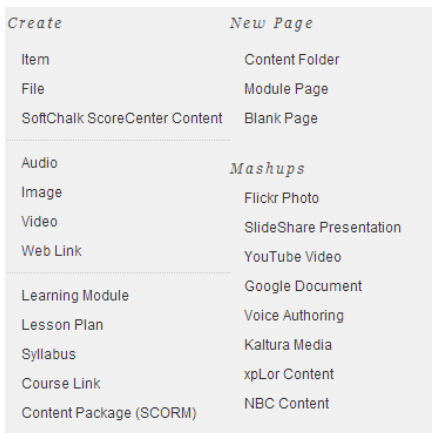 Create
Item
File
SoftChalk ScoreCenter Content
Audio
Image
Video
Web Link
Learning Module
Lesson Plan
Syllabus
Course Link
Content Package (SCORM)
New Page
Content Folder
Module Page
Blank Page
Mashups
Flickr Photo
SlideShare Presentation
YouTube Video
Google Document
Voice Authoring
Kaltura Media
xpLor Content
NBC Content